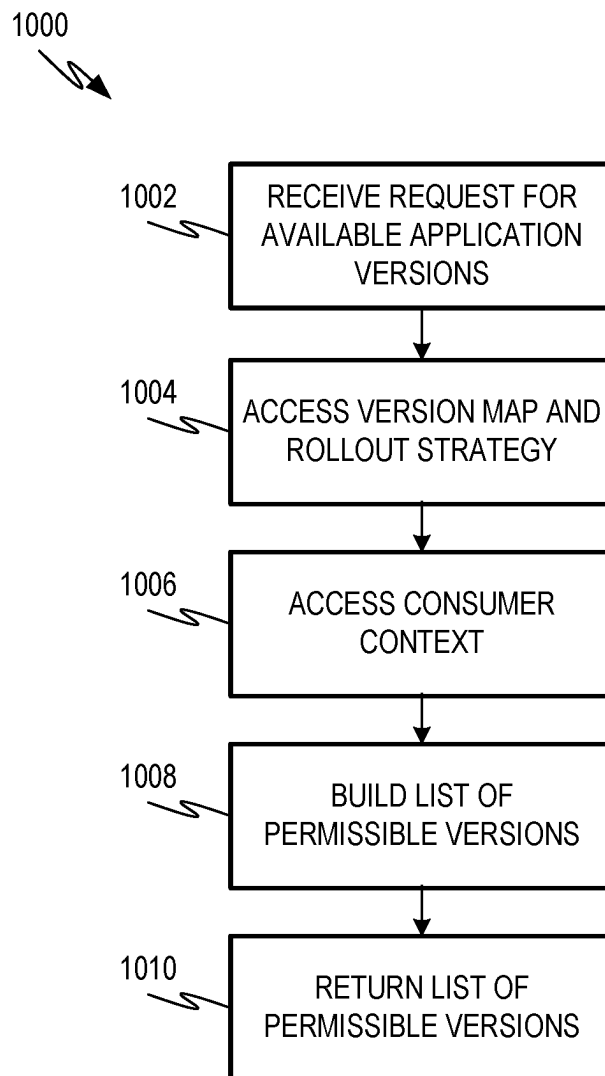 1000
1002
RECEIVE REQUEST FOR
AVAILABLE APPLICATION
VERSIONS
1004
ACCESS VERSION MAP AND
ROLLOUT STRATEGY
1006
ACCESS CONSUMER
CONTEXT
1008
BUILD LIST OF
PERMISSIBLE VERSIONS
1010
RETURN LIST OF
PERMISSIBLE VERSIONS